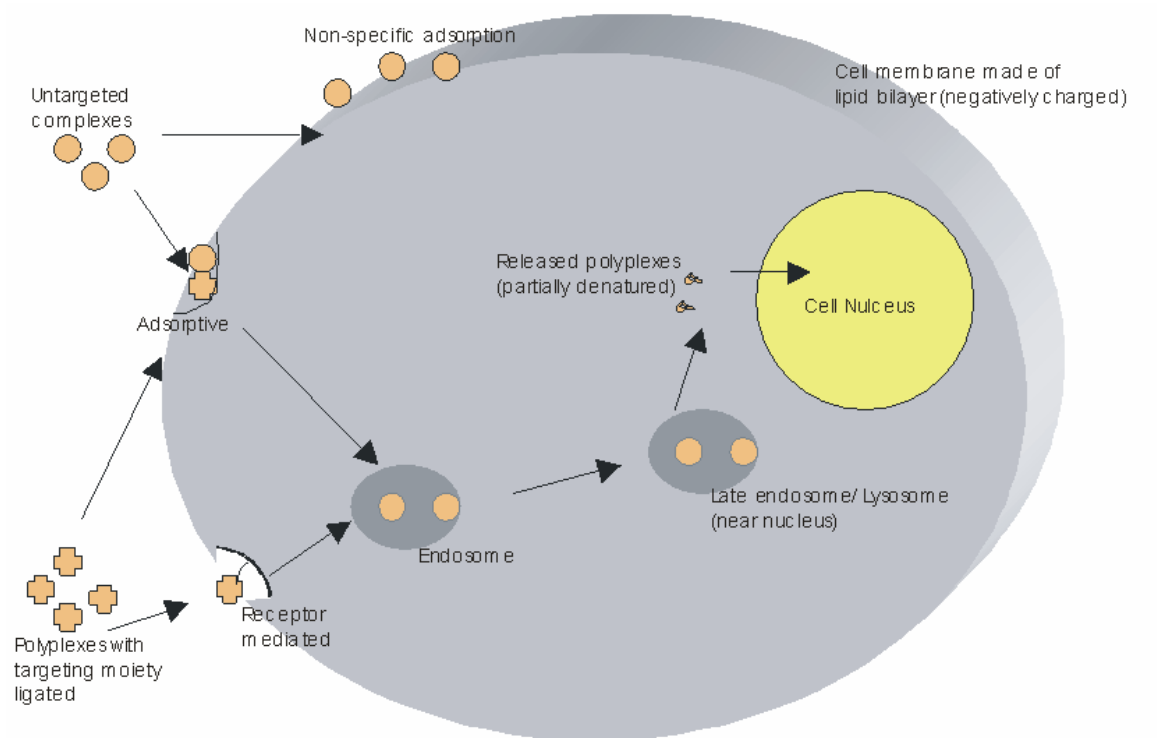 Non-specific adsorption
Cell membrane made of
lipid bilayer (negatively charged)
Untargeted
complexes
Released polyplexes
(partially denatured)
Cell Nulceus
Adsorptive
Late endosome/ Lysosome
(near nucleus)
Endosome
Receptor
mediated
Polyplexes with
targeting moiety
ligated